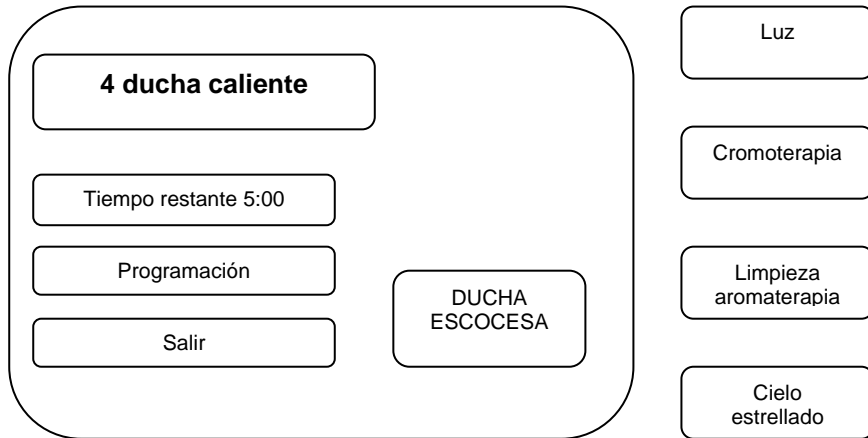 4 ducha caliente
Tiempo restante 5:00
Programación
Salir
DUCHA
ESCOCESA
Luz
Cromoterapia
Limpieza
aromaterapia
Cielo
estrellado